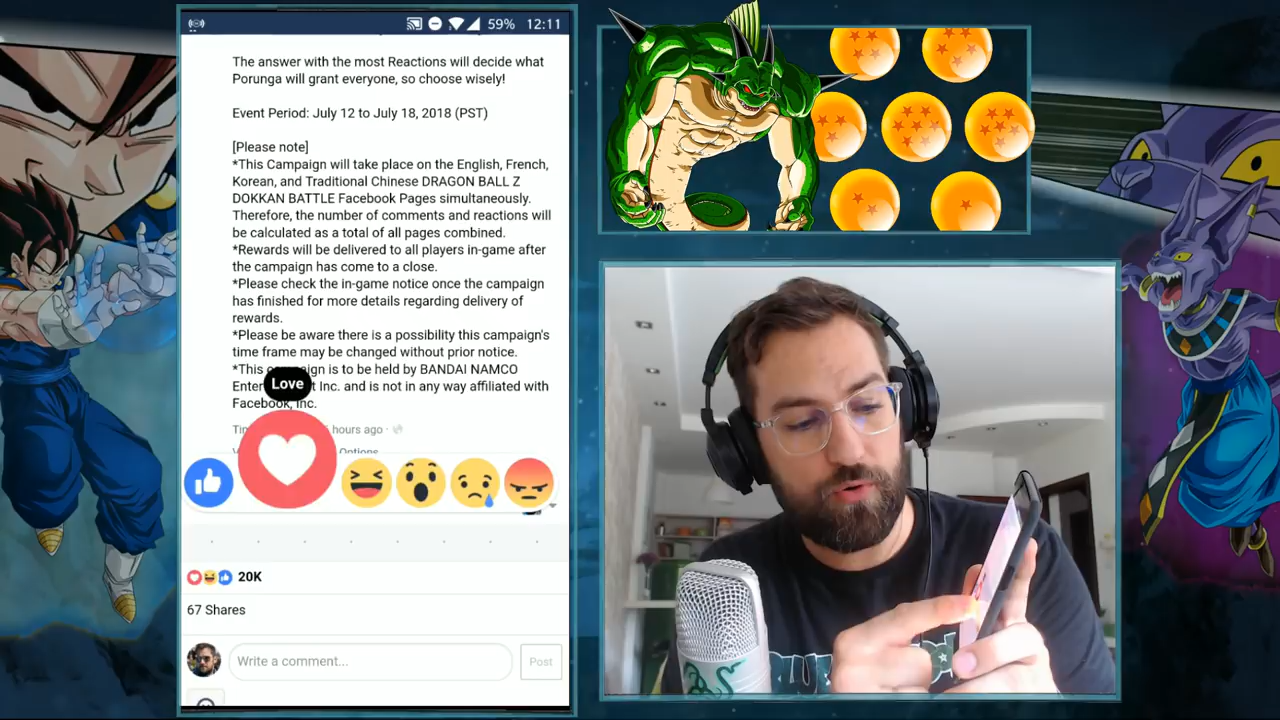 59% 12:11
The answer with the most Reactions will decide what
Porunga will grant everyone, so choose wisely!
Event Period: July 12 to July 18, 2018 (PST)
[Please note]
*This Campaign will take place on the English, French,
Korean, and Traditional Chinese DRAGON BALL Z
DOKKAN BATTLE Facebook Pages simultaneously.
Therefore, the number of comments and reactions will
be calculated as a total of all pages combined.
*Rewards will be delivered to all players in-game after
the campaign has come to a close.
*Please check the in-game notice once the campaign
has finished for more details regarding delivery of
rewards.
*Please be aware there is a possibility this campaign's
time frame may be changed without prior notice.
*This is to be held by BANDAI NAMCO
Inc. and is not in any way affiliated with
Love
Facebook, Inc.
hours ago ·
Options
20K
67 Shares
Write a comment...
Post